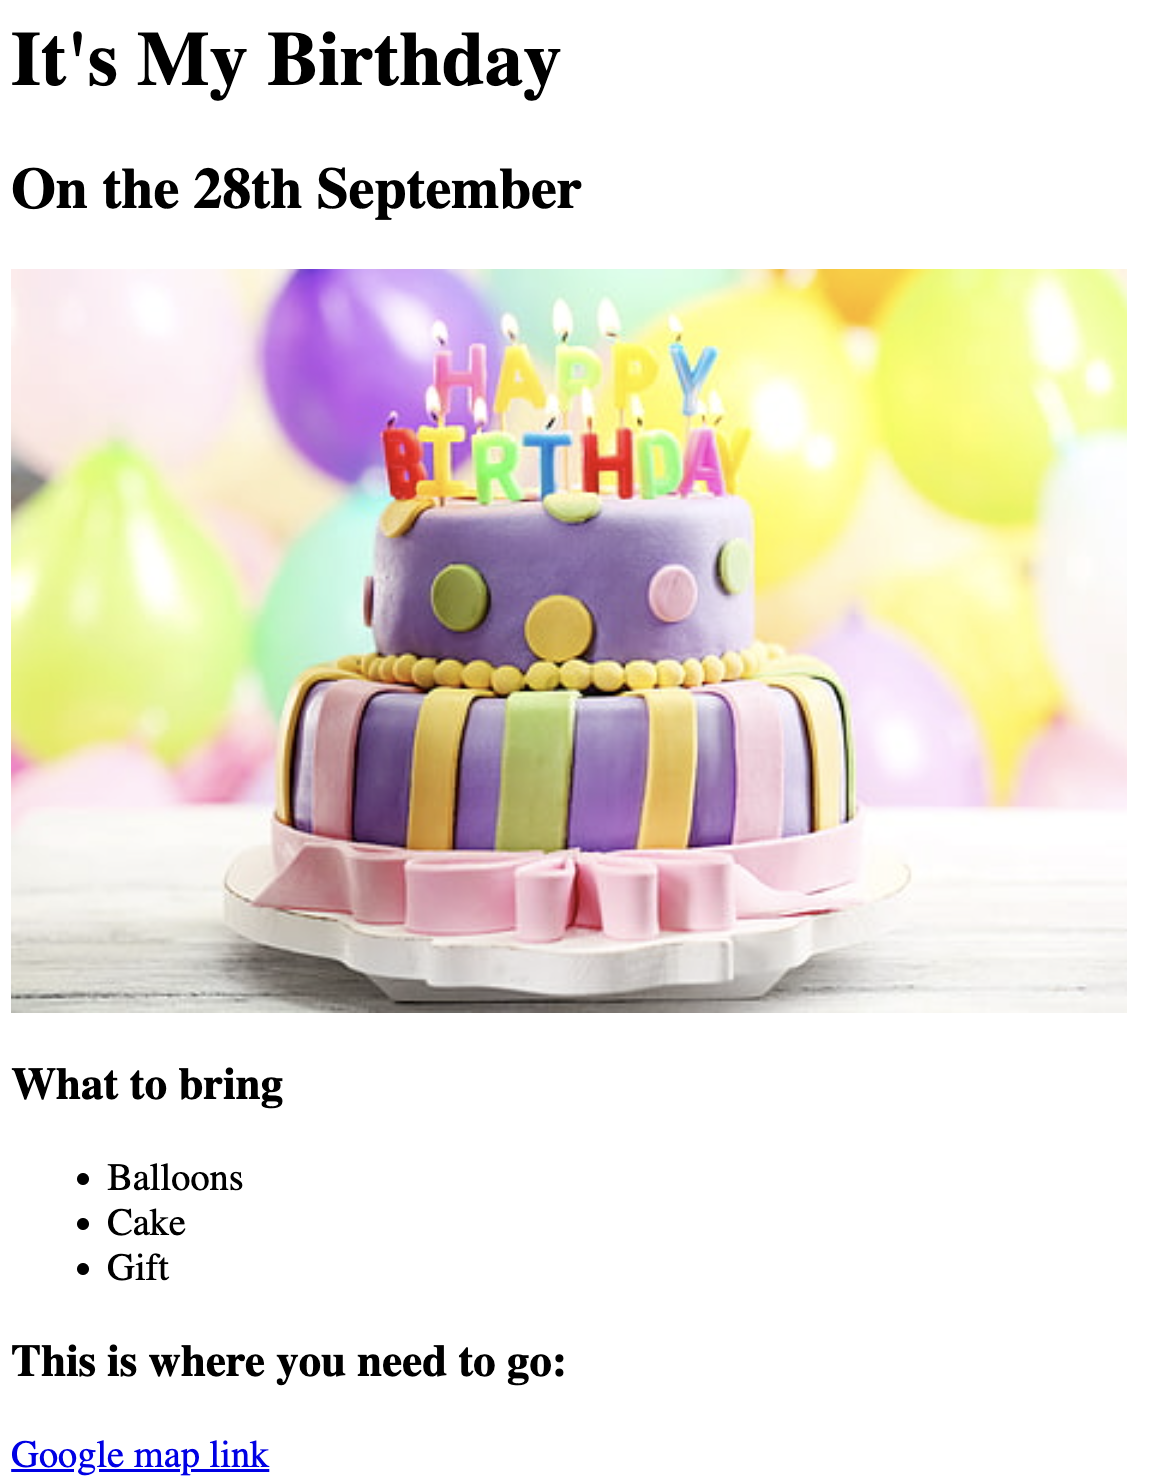 It's My Birthday
On the 28th September
HAPPY
BIRTHDAY
What to bring
Balloons
Cake
Gift
This is where you need to go:
Google map link